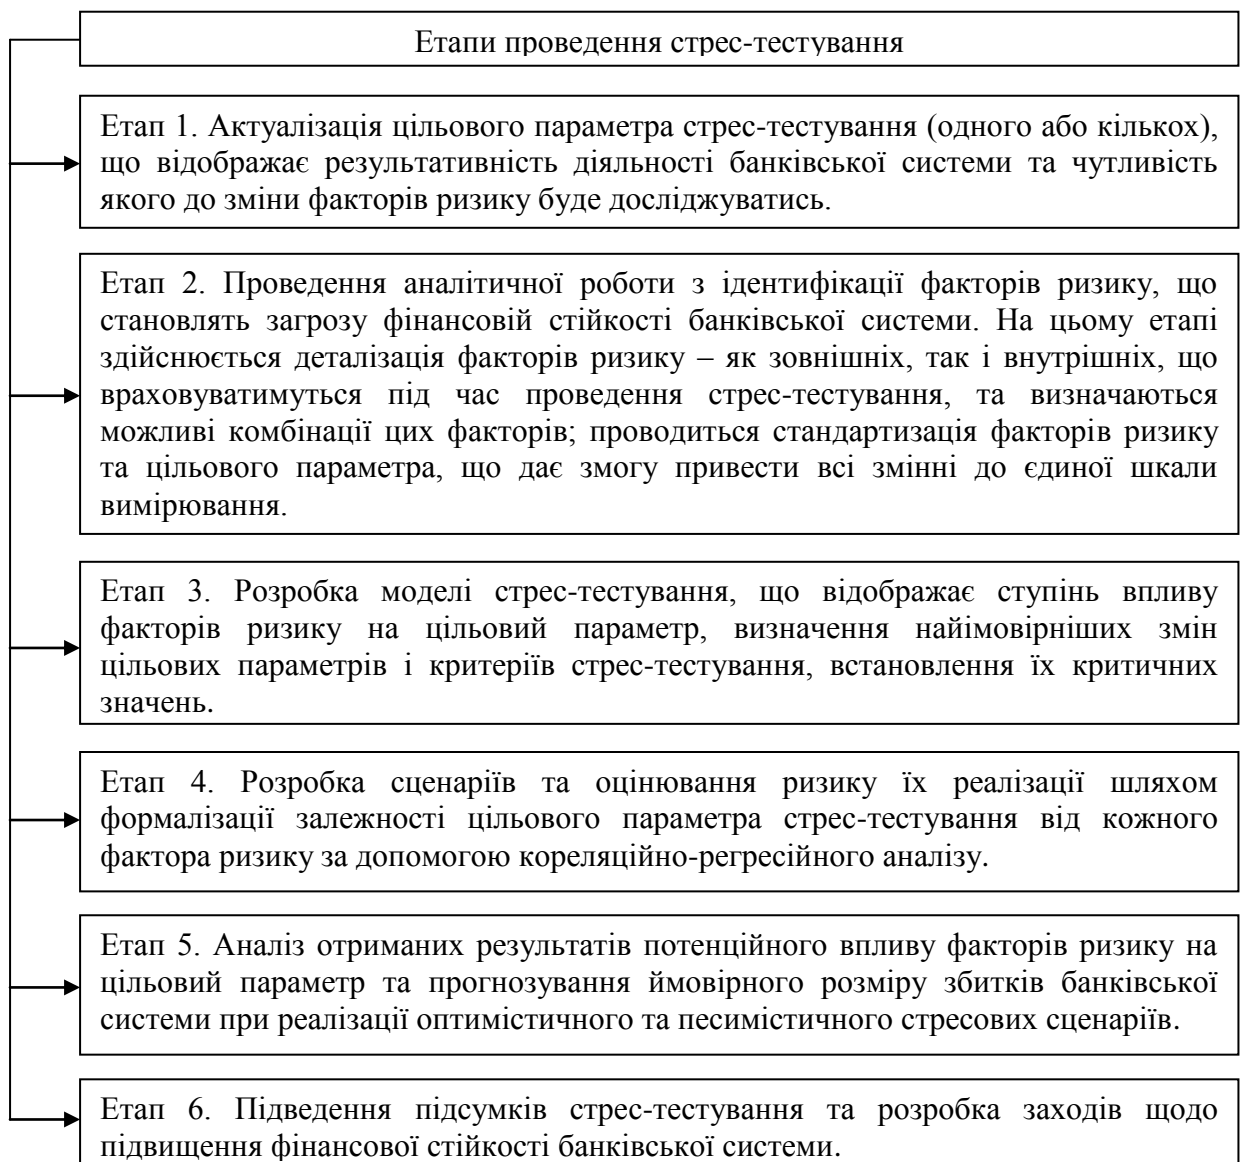 Етапи проведення стрес-тестування
Етап 1. Актуалізація цільового параметра стрес-тестування (одного або кількох),
що відображає результативність діяльності банківської системи та чутливість
якого до зміни факторів ризику буде досліджуватись.
Етап 2. Проведення аналітичної роботи з ідентифікації факторів ризику, що
становлять загрозу фінансовій стійкості банківської системи. На цьому етапі
здійснюється деталізація факторів ризику – як зовнішніх, так і внутрішніх, що
враховуватимуться під час проведення стрес-тестування, та визначаються
можливі комбінації цих факторів; проводиться стандартизація факторів ризику
та цільового параметра, що дає змогу привести всі змінні до єдиної шкали
вимірювання.
Етап 3. Розробка моделі стрес-тестування, що відображає ступінь впливу
факторів ризику на цільовий параметр, визначення найімовірніших змін
цільових параметрів і критеріїв стрес-тестування, встановлення їх критичних
значень.
Етап 4. Розробка сценаріїв та оцінювання ризику їх реалізації шляхом
формалізації залежності цільового параметра стрес-тестування від кожного
фактора ризику за допомогою кореляційно-регресійного аналізу.
Етап 5. Аналіз отриманих результатів потенційного впливу факторів ризику на
цільовий параметр та прогнозування ймовірного розміру збитків банківської
системи при реалізації оптимістичного та песимістичного стресових сценаріїв.
Етап 6. Підведення підсумків стрес-тестування та розробка заходів щодо
підвищення фінансової стійкості банківської системи.